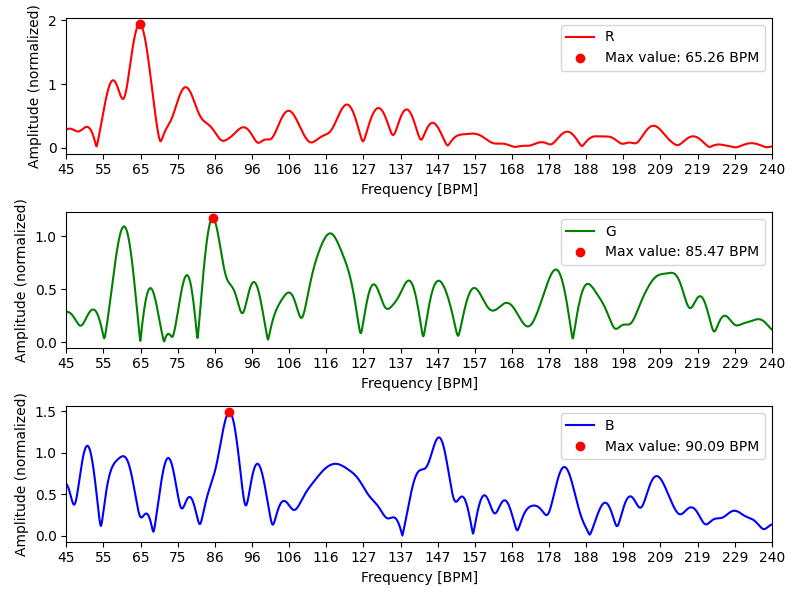 Amplitude (normalized)
2
1
0
R
Max value: 65.26 BPM
45 55 65 75 86 96 106 116 127 137 147 157 168 178 188 198 209 219 229 240
Frequency [BPM]
Amplitude (normalized)
1.0
0.5
0.0
G
Max value: 85.47 BPM
45 55 65 75 86 96 106 116 127 137 147 157 168 178 188 198 209 219 229 240
Frequency [BPM]
Amplitude (normalized)
1.5
1.0
0.5
0.0
B
Max value: 90.09 BPM
45 55 65 75 86 96 106 116 127 137 147 157 168 178 188 198 209 219 229 240
Frequency [BPM]